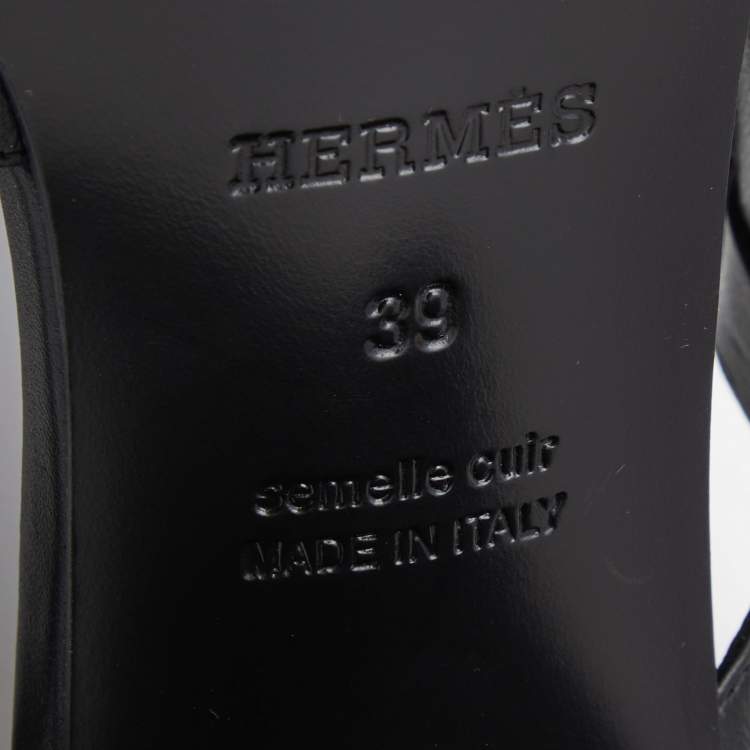 HERMÈS
39
semelle cuir
MADE IN ITALY